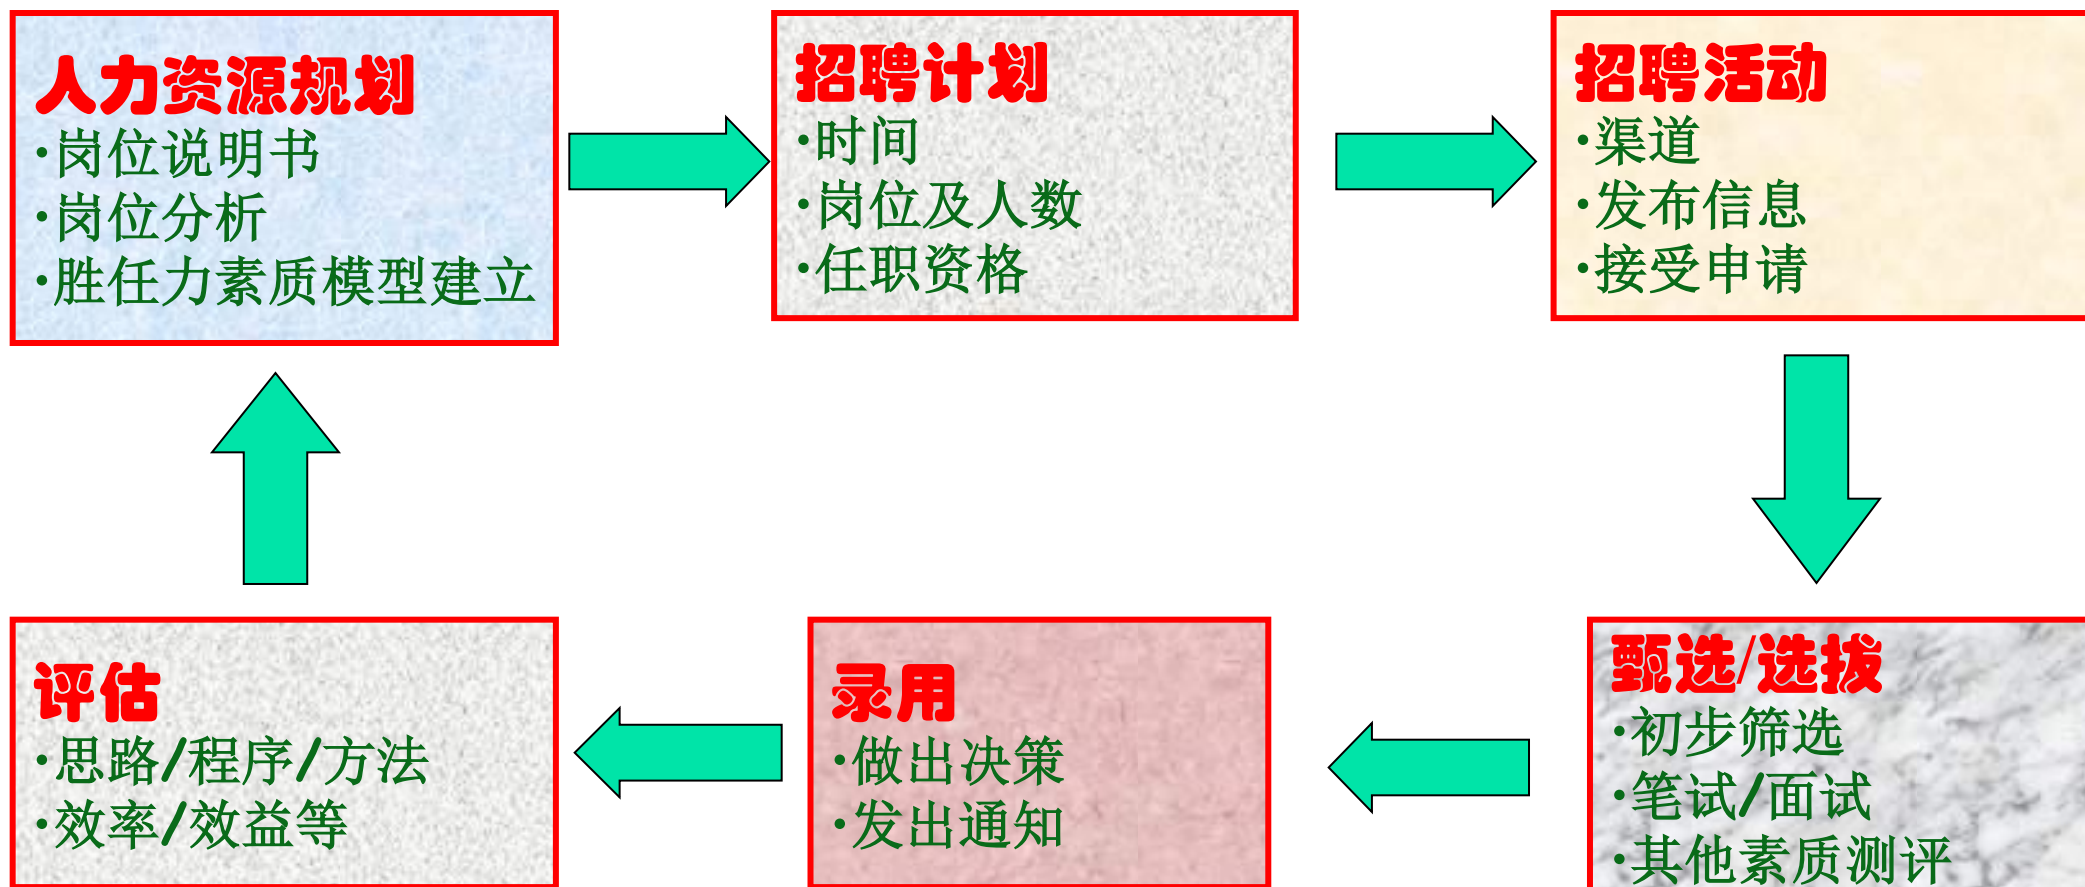 人力资源规划
·岗位说明书
·岗位分析
·胜任力素质模型建立
招聘计划
·时间
·岗位及人数
·任职资格
招聘活动
·渠道
·发布信息
·接受申请
甄选/选拔
·初步筛选
·笔试/面试
·其他素质测评
录用
·做出决策
·发出通知
评估
·思路/程序/方法
·效率/效益等